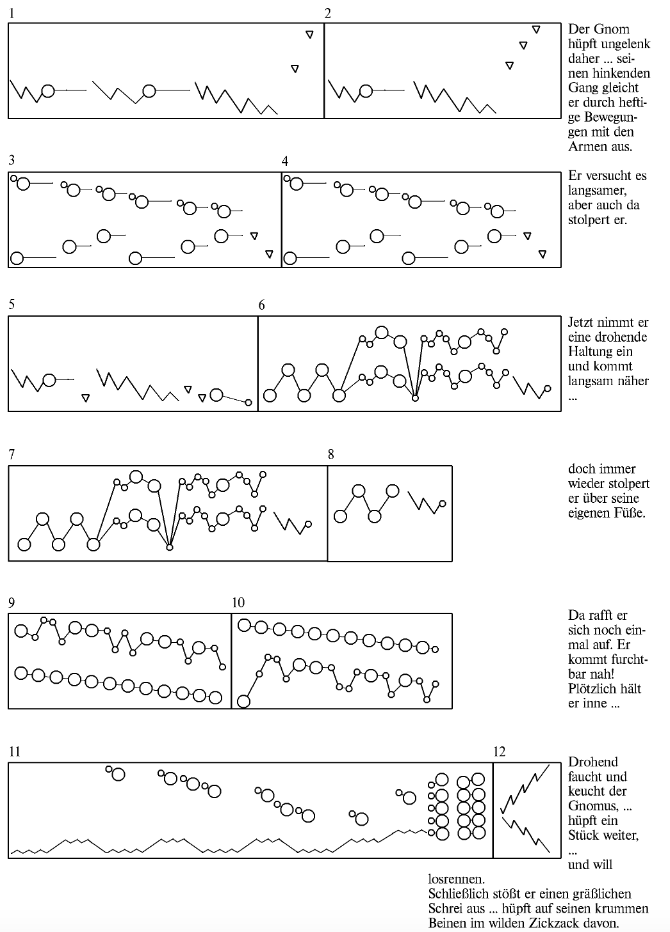 1
2
Der Gnom
hüpft ungelenk
daher ... sei-
nen hinkenden
Gang gleicht
er durch hefti-
ge Bewegun-
gen mit den
Armen aus.
3
4
Er versucht es
langsamer,
aber auch da
stolpert er.
5
6
Jetzt nimmt er
eine drohende
Haltung ein
und kommt
langsam näher
...
7
8
doch immer
wieder stolpert
er über seine
eigenen Füße.
9
10
Da rafft er
sich noch ein-
mal auf. Er
kommt furcht-
bar nah!
Plötzlich hält
er inne ...
11
12
Drohend
faucht und
keucht der
Gnomus, ...
hüpft ein
Stück weiter,
...
und will
losrennen.
Schließlich stößt er einen gräßlichen
Schrei aus ... hüpft auf seinen krummen
Beinen im wilden Zickzack davon.